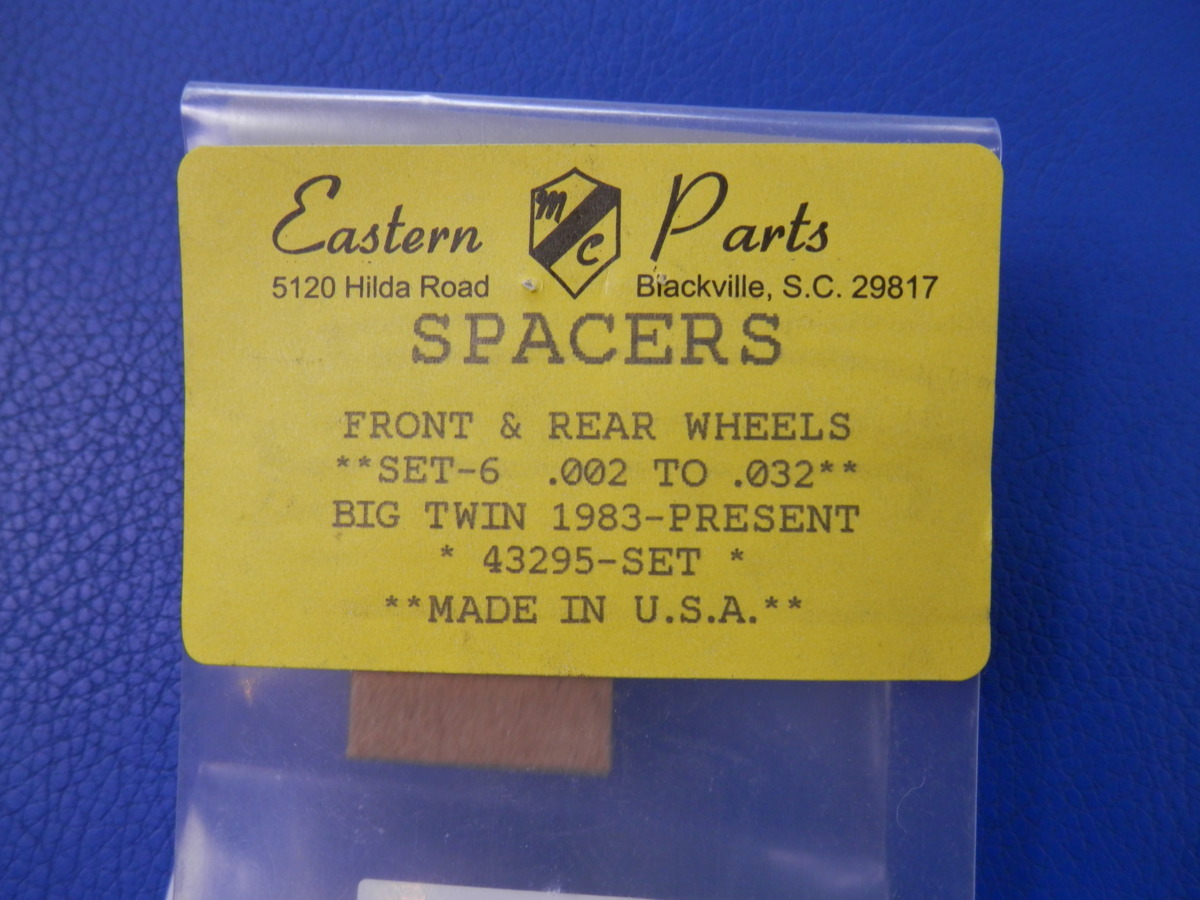 Eastern M/C Parts
5120 Hilda Road Blackville, S.C. 29817
SPACERS
FRONT & REAR WHEELS
**SET-6 .002 TO .032**
BIG TWIN 1983-PRESENT
* 43295-SET *
**MADE IN U.S.A.**